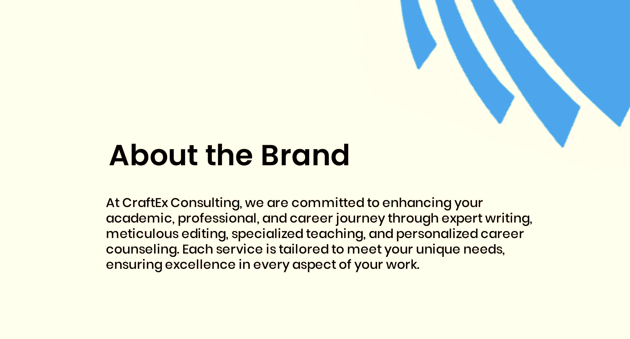 About the Brand
At CraftEx Consulting, we are committed to enhancing your
academic, professional, and career journey through expert writing,
meticulous editing, specialized teaching, and personalized career
counseling. Each service is tailored to meet your unique needs,
ensuring excellence in every aspect of your work.